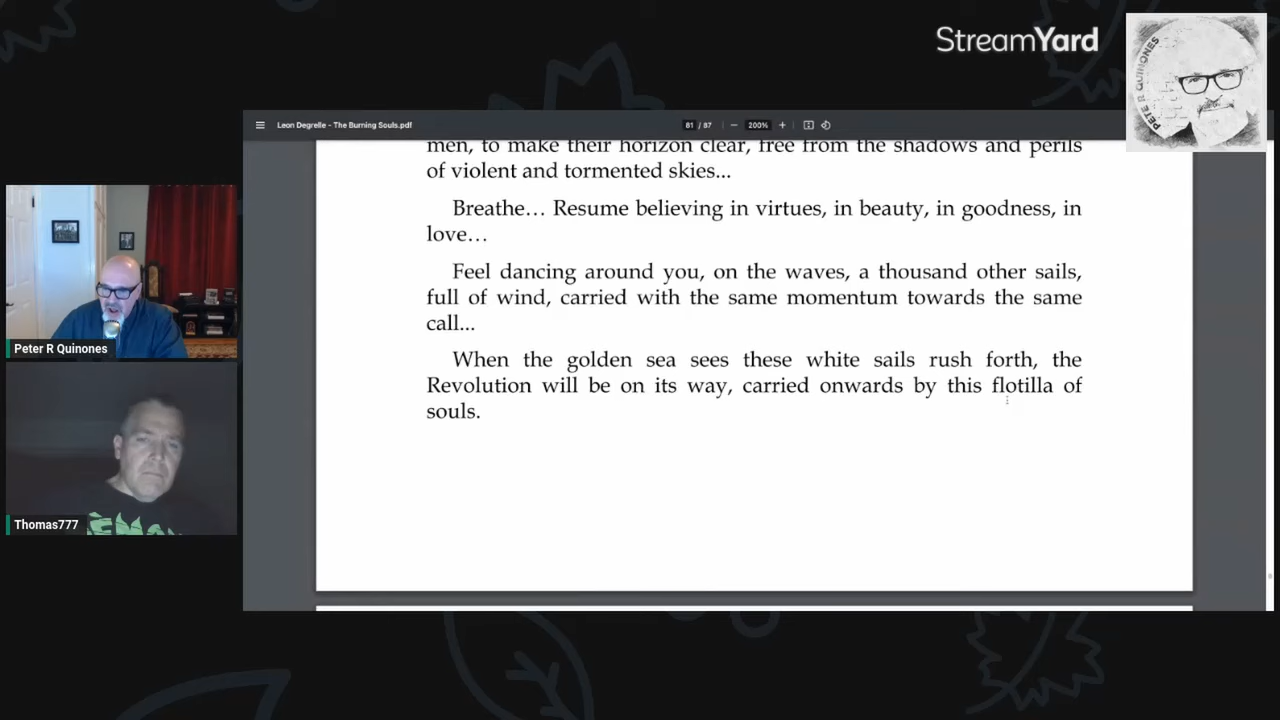 StreamYard
PETER R QUINONES
Leon Degrelle - The Burning Souls.pdf
81 / 87
200%
men, to make their horizon clear, free from the shadows and perils
of violent and tormented skies...
Breathe… Resume believing in virtues, in beauty, in goodness, in
love…
Feel dancing around you, on the waves, a thousand other sails,
full of wind, carried with the same momentum towards the same
call...
When the golden sea sees these white sails rush forth, the
Revolution will be on its way, carried onwards by this flotilla of
souls.
Peter R Quinones
Thomas777